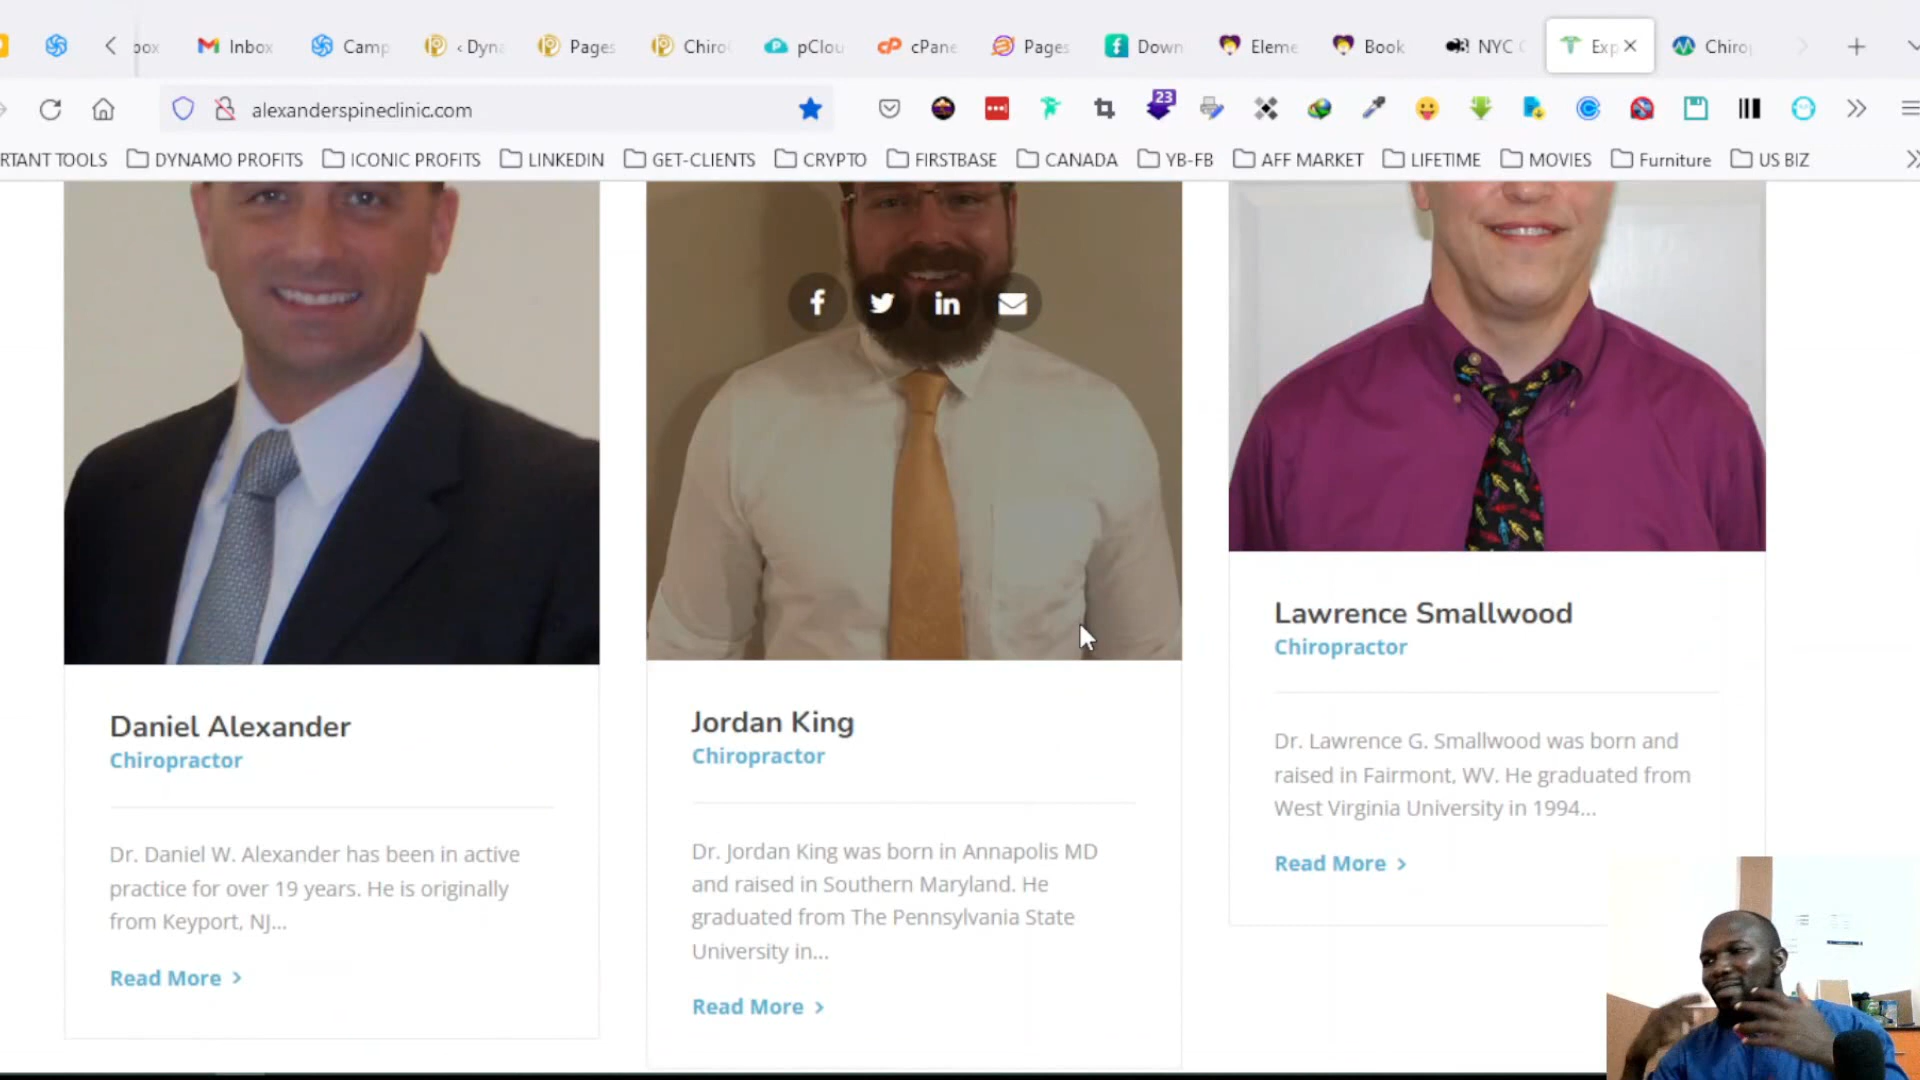 box
Inbox
Camp
‹ Dyna
Pages
Chiro
pClou
cPane
Pages
Down
Eleme
Book
NYC C
Exp
Chiro
alexanderspineclinic.com
23
RTANT TOOLS
DYNAMO PROFITS
ICONIC PROFITS
LINKEDIN
GET-CLIENTS
CRYPTO
FIRSTBASE
CANADA
YB-FB
AFF MARKET
LIFETIME
MOVIES
Furniture
US BIZ
Daniel Alexander
Chiropractor
Dr. Daniel W. Alexander has been in active
practice for over 19 years. He is originally
from Keyport, NJ...
Read More
Jordan King
Chiropractor
Dr. Jordan King was born in Annapolis MD
and raised in Southern Maryland. He
graduated from The Pennsylvania State
University in...
Read More
Lawrence Smallwood
Chiropractor
Dr. Lawrence G. Smallwood was born and
raised in Fairmont, WV. He graduated from
West Virginia University in 1994...
Read More